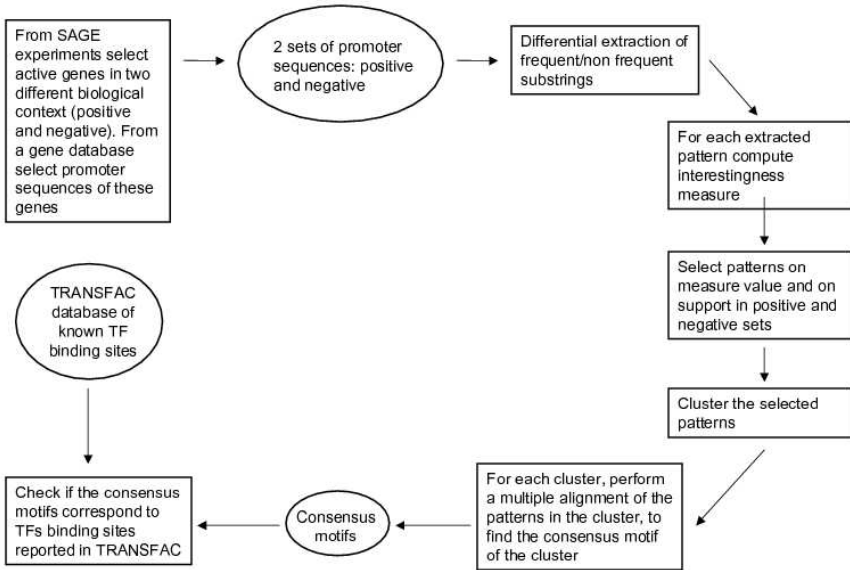 From SAGE
experiments select
active genes in two
different biological
context (positive
and negative). From
a gene database
select promoter
sequences of these
genes
2 sets of promoter
sequences: positive
and negative
Differential extraction of
frequent/non frequent
substrings
For each extracted
pattern compute
interestingness
measure
Select patterns on
measure value and on
support in positive and
negative sets
Cluster the selected
patterns
For each cluster, perform
a multiple alignment of the
patterns in the cluster, to
find the consensus motif
of the cluster
Consensus
motifs
TRANSFAC
database of
known TF
binding sites
Check if the consensus
motifs correspond to
TFs binding sites
reported in TRANSFAC